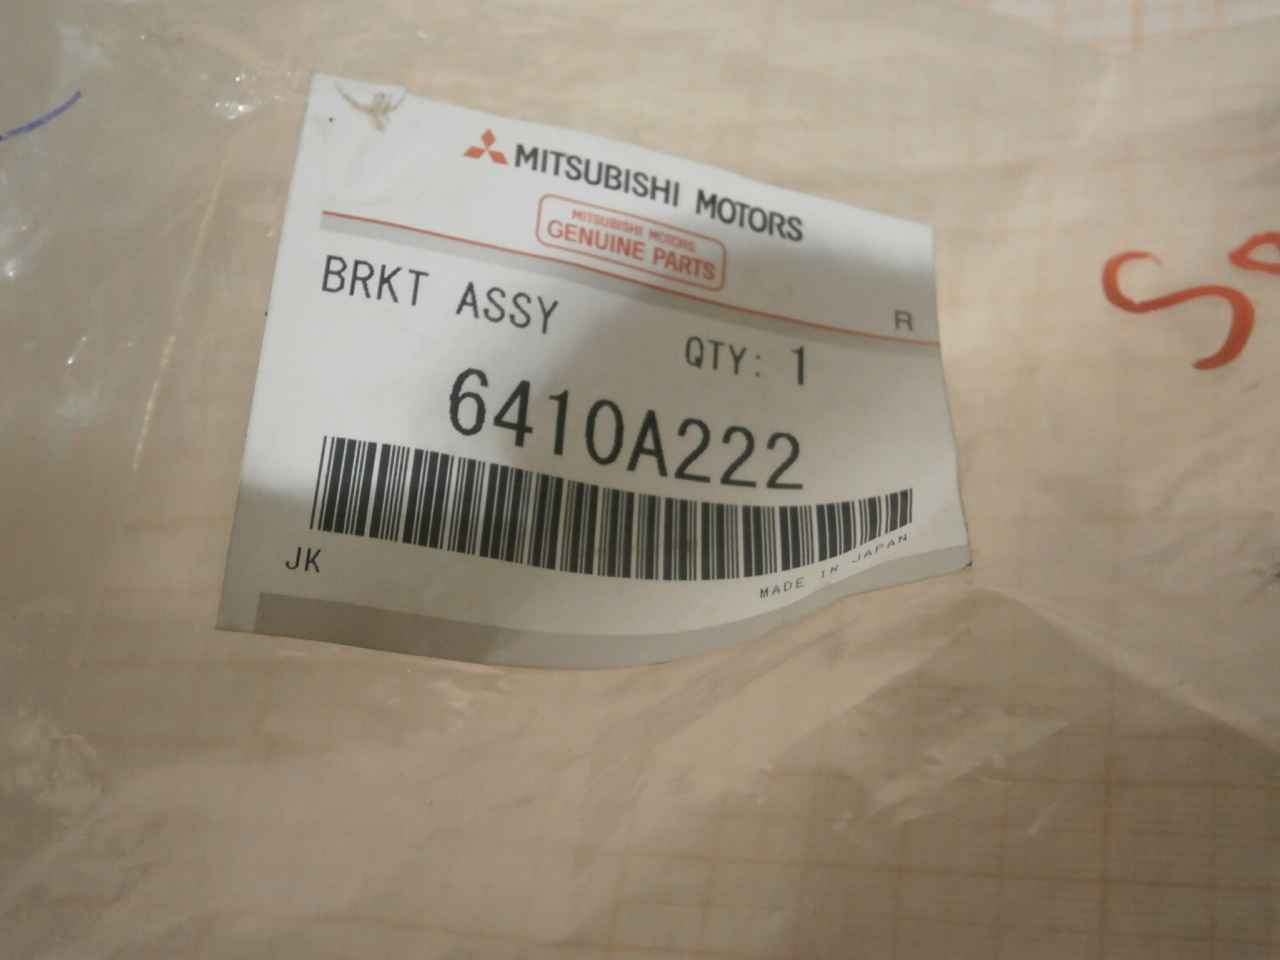 MITSUBISHI MOTORS
MITSUBISHI MOTORS
GENUINE PARTS
R
BRKT ASSY
QTY: 1
6410A222
JK
MADE IN JAPAN